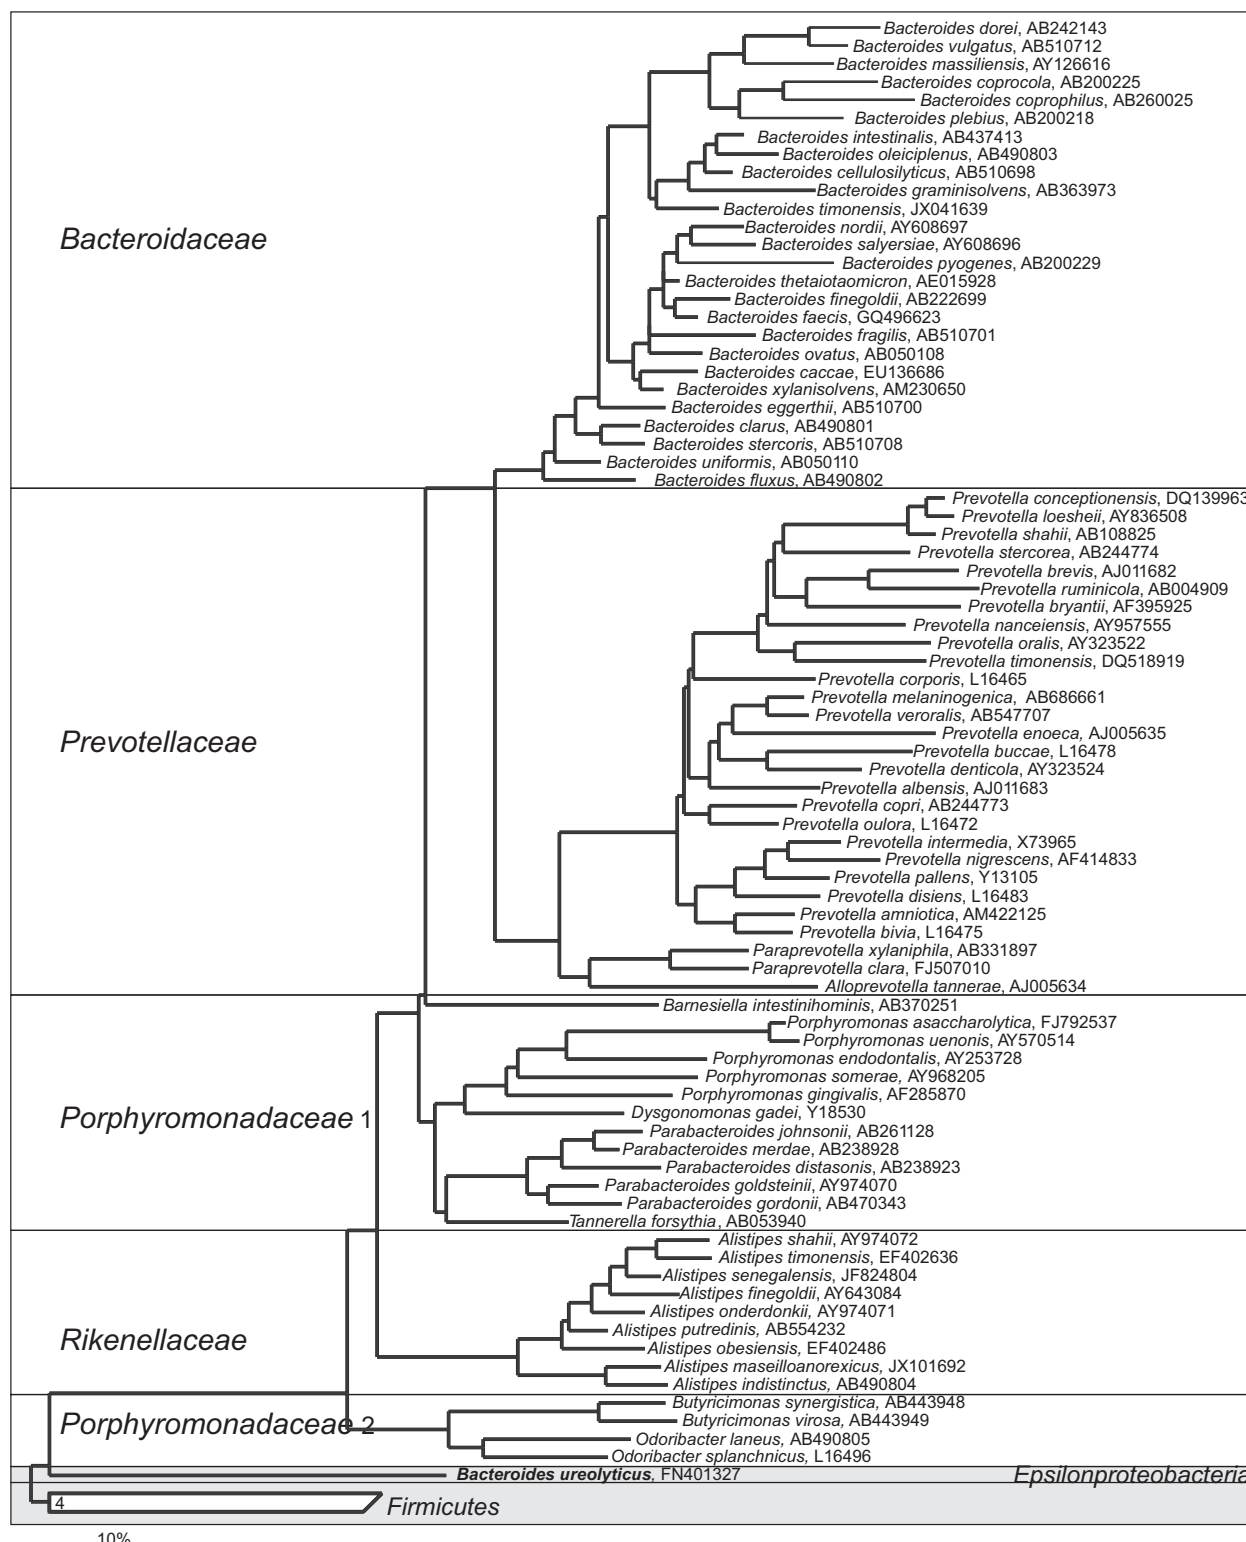 Bacteroides dorei, AB242143
Bacteroides vulgatus, AB510712
Bacteroides massiliensis, AY126616
Bacteroides coprocola, AB200225
Bacteroides coprophilus, AB260025
Bacteroides plebius, AB200218
Bacteroides intestinalis, AB437413
Bacteroides oleiciplenus, AB490803
Bacteroides cellulosilyticus, AB510698
Bacteroides graminisolvens, AB363973
Bacteroides timonensis, JX041639
Bacteroides nordii, AY608697
Bacteroidaceae
Bacteroides salyersiae, AY608696
Bacteroides pyogenes, AB200229
Bacteroides thetaiotaomicron, AE015928
Bacteroides finegoldii, AB222699
Bacteroides faecis, GQ496623
Bacteroides fragilis, AB510701
Bacteroides ovatus, AB050108
Bacteroides caccae, EU136686
Bacteroides xylanisolvens, AM230650
Bacteroides eggerthii, AB510700
Bacteroides clarus, AB490801
Bacteroides stercoris, AB510708
Bacteroides uniformis, AB050110
Bacteroides fluxus, AB490802
Prevotella conceptionensis, DQ139963
Prevotella loesheii, AY836508
Prevotella shahii, AB108825
Prevotella stercorea, AB244774
Prevotella brevis, AJ011682
Prevotella ruminicola, AB004909
Prevotella bryantii, AF395925
Prevotella nanceiensis, AY957555
Prevotella oralis, AY323522
Prevotella timonensis, DQ518919
Prevotella corporis, L16465
Prevotella melaninogenica, AB686661
Prevotella veroralis, AB547707
Prevotella enoeca, AJ005635
Prevotellaceae
Prevotella buccae, L16478
Prevotella denticola, AY323524
Prevotella albensis, AJ011683
Prevotella copri, AB244773
Prevotella oulora, L16472
Prevotella intermedia, X73965
Prevotella nigrescens, AF414833
Prevotella pallens, Y13105
Prevotella disiens, L16483
Prevotella amniotica, AM422125
Prevotella bivia, L16475
Paraprevotella xylaniphila, AB331897
Paraprevotella clara, FJ507010
Alloprevotella tannerae, AJ005634
Barnesiella intestinihominis, AB370251
Porphyromonas asaccharolytica, FJ792537
Porphyromonas uenonis, AY570514
Porphyromonas endodontalis, AY253728
Porphyromonas somerae, AY968205
Porphyromonas gingivalis, AF285870
Dysgonomonas gadei, Y18530
Porphyromonadaceae 1
Parabacteroides johnsonii, AB261128
Parabacteroides merdae, AB238928
Parabacteroides distasonis, AB238923
Parabacteroides goldsteinii, AY974070
Parabacteroides gordonii, AB470343
Tannerella forsythia, AB053940
Alistipes shahii, AY974072
Alistipes timonensis, EF402636
Alistipes senegalensis, JF824804
Alistipes finegoldii, AY643084
Alistipes onderdonkii, AY974071
Alistipes putredinis, AB554232
Rikenellaceae
Alistipes obesiensis, EF402486
Alistipes maseilloanorexicus, JX101692
Alistipes indistinctus, AB490804
Butyricimonas synergistica, AB443948
Butyricimonas virosa, AB443949
Porphyromonadaceae 2
Odoribacter laneus, AB490805
Odoribacter splanchnicus, L16496
Bacteroides ureolyticus, FN401327 Epsilonproteobacteria
4 Firmicutes
10%